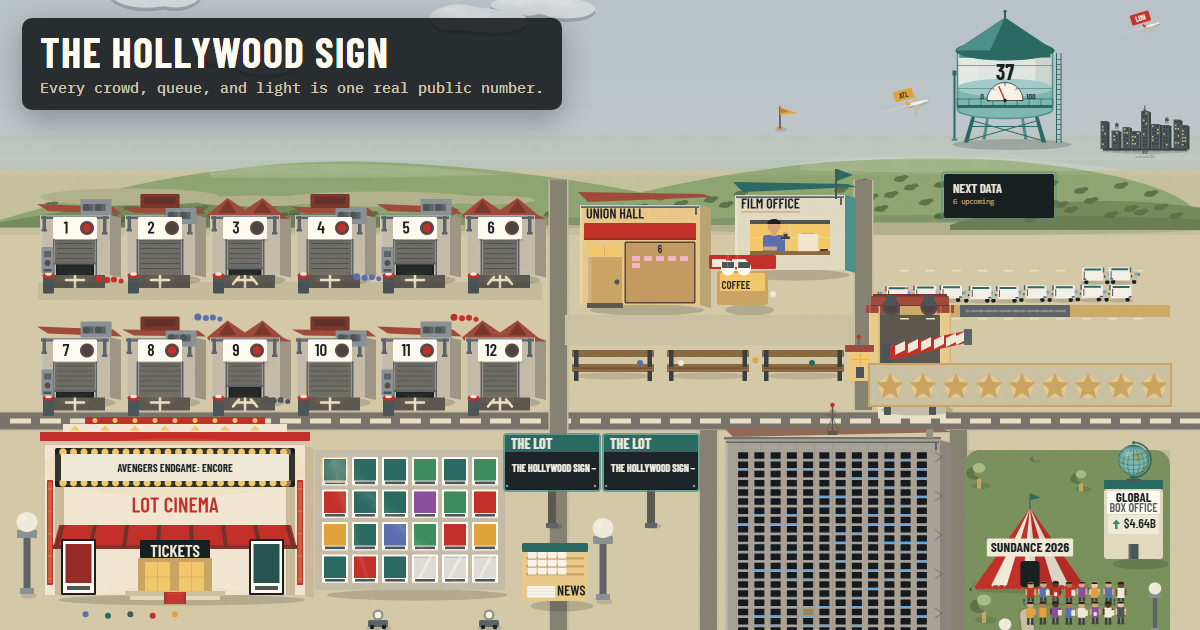 THE HOLLYWOOD SIGN
Every crowd, queue, and light is one real public number.
LON
ATL
37
0
100
NEXT DATA
6 upcoming
1
2
3
4
5
6
UNION HALL
6
FILM OFFICE
COFFEE
7
8
9
10
11
12
AVENGERS ENDGAME: ENCORE
LOT CINEMA
TICKETS
THE LOT
THE HOLLYWOOD SIGN –
THE LOT
THE HOLLYWOOD SIGN –
NEWS
GLOBAL
BOX OFFICE
$4.64B
SUNDANCE 2026